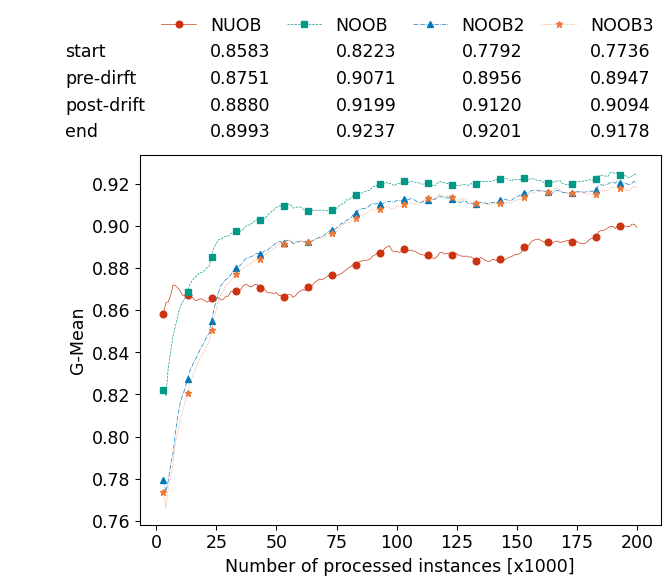 NUOB NOOB NOOB2 NOOB3
start 0.8583 0.8223 0.7792 0.7736
pre-dirft 0.8751 0.9071 0.8956 0.8947
post-drift 0.8880 0.9199 0.9120 0.9094
end 0.8993 0.9237 0.9201 0.9178
G-Mean
0.92
0.90
0.88
0.86
0.84
0.82
0.80
0.78
0.76
0 25 50 75 100 125 150 175 200
Number of processed instances [x1000]